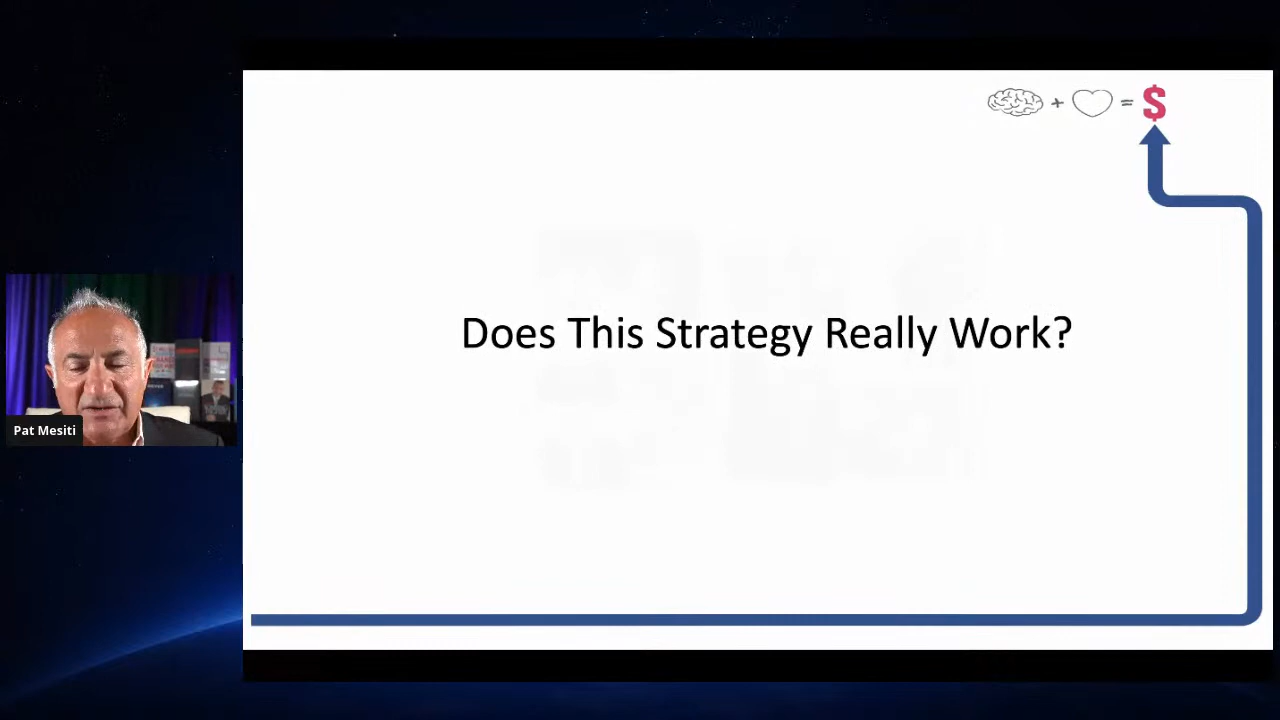 + = $
Does This Strategy Really Work?
Pat Mesiti